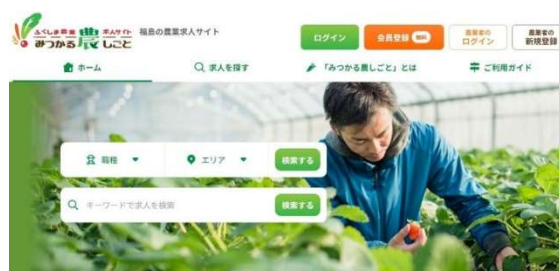 ふくしま農業 求人サイト
みつかる農しごと
福島の農業求人サイト
ログイン
会員登録 無料
農業者の
ログイン
農業者の
新規登録
ホーム
求人を探す
「みつかる農しごと」とは
ご利用ガイド
職種
エリア
検索する
キーワードで求人を検索
検索する